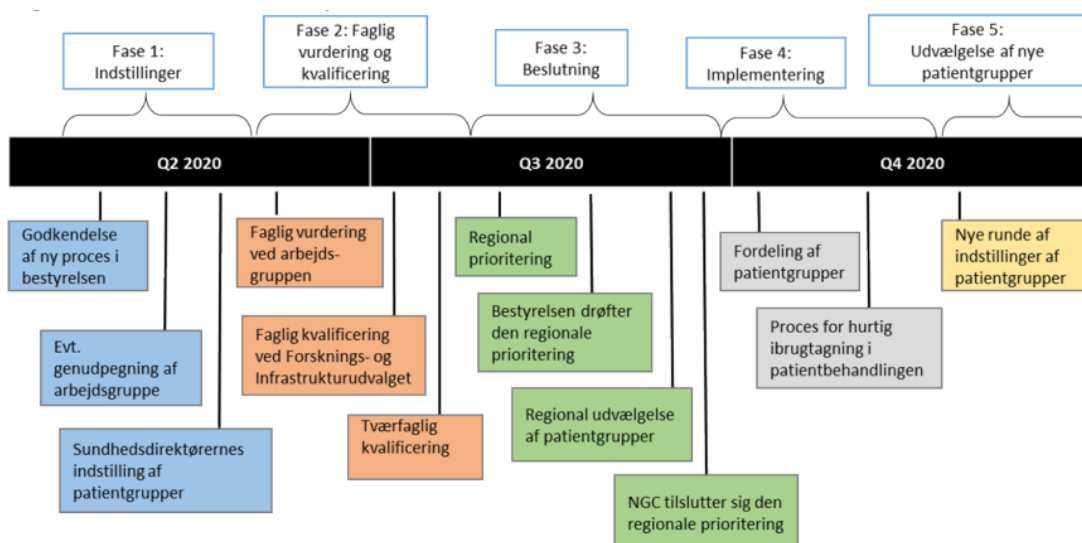 Fase 1:
Indstillinger
Fase 2: Faglig
vurdering og
kvalificering
Fase 3:
Beslutning
Fase 4:
Implementering
Fase 5:
Udvælgelse af nye
patientgrupper
Q2 2020
Q3 2020
Q4 2020
Godkendelse
af ny proces i
bestyrelsen
Evt.
genudpegning af
arbejdsgruppe
Sundhedsdirektørernes
indstilling af
patientgrupper
Faglig vurdering
ved arbejds-
gruppen
Faglig kvalificering
ved Forsknings- og
Infrastrukturudvalget
Tværfaglig
kvalificering
Regional
prioritering
Bestyrelsen drøfter
den regionale
prioritering
Regional udvælgelse
af patientgrupper
NGC tilslutter sig den
regionale prioritering
Fordeling af
patientgrupper
Proces for hurtig
ibrugtagning i
patientbehandlingen
Nye runde af
indstillinger af
patientgrupper